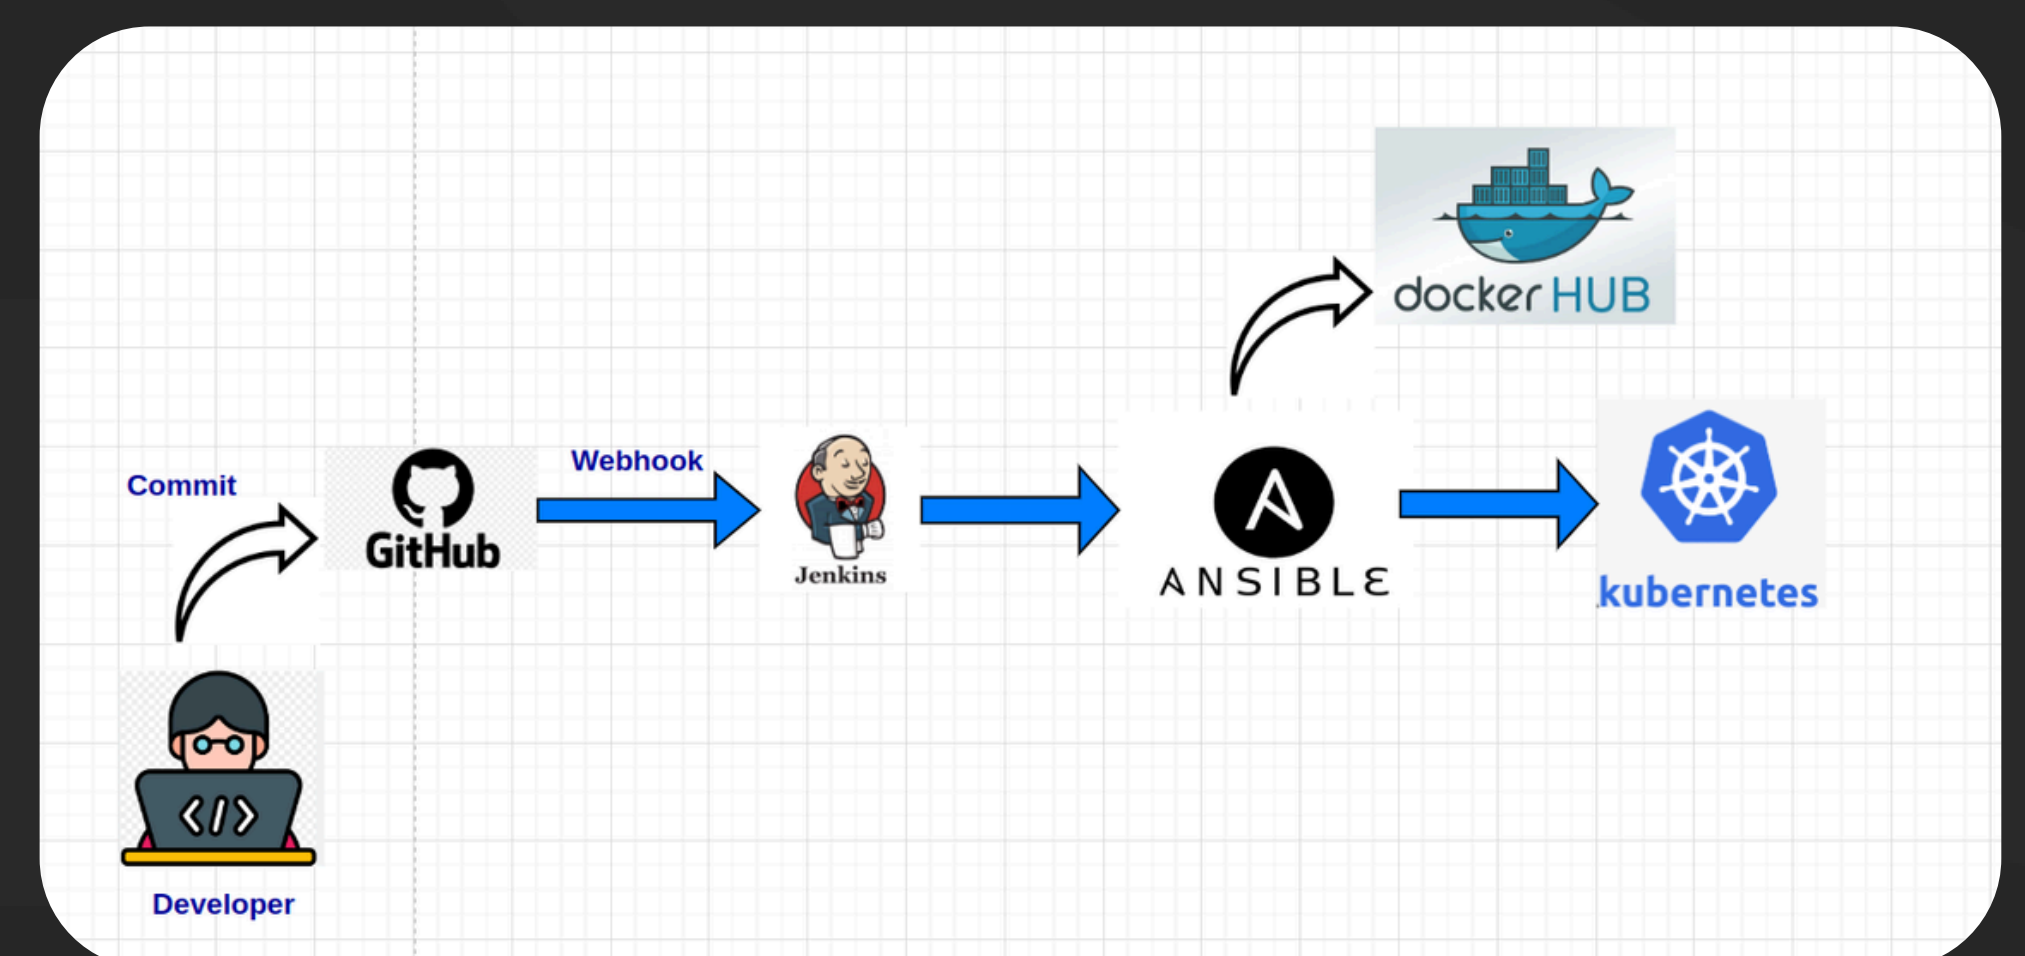 docker HUB
Commit
GitHub
Webhook
Jenkins
ANSIBLE
kubernetes
</>
Developer